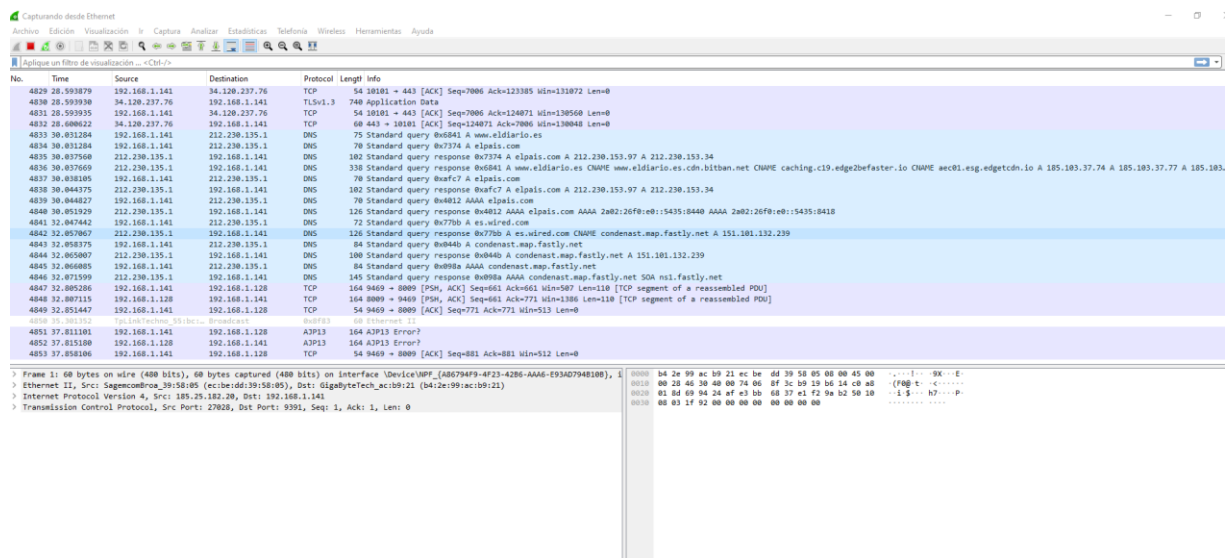 Capturando desde Ethernet
Archivo Edición Visualización Ir Captura Analizar Estadísticas Telefonía Wireless Herramientas Ayuda
Aplique un filtro de visualización ... <Ctrl-/>
No. Time Source Destination Protocol Length Info
4829 28.593879 192.168.1.141 34.120.237.76 TCP 54 10101 → 443 [ACK] Seq=7006 Ack=123385 Win=131072 Len=0
4830 28.593930 34.120.237.76 192.168.1.141 TLSv1.3 740 Application Data
4831 28.593935 192.168.1.141 34.120.237.76 TCP 54 10101 → 443 [ACK] Seq=7006 Ack=124071 Win=130560 Len=0
4832 28.600622 34.120.237.76 192.168.1.141 TCP 60 443 → 10101 [ACK] Seq=124071 Ack=7006 Win=130048 Len=0
4833 30.031284 192.168.1.141 212.230.135.1 DNS 75 Standard query 0x6841 A www.eldiario.es
4834 30.031284 192.168.1.141 212.230.135.1 DNS 70 Standard query 0x7374 A elpais.com
4835 30.037560 212.230.135.1 192.168.1.141 DNS 102 Standard query response 0x7374 A elpais.com A 212.230.153.97 A 212.230.153.34
4836 30.037669 212.230.135.1 192.168.1.141 DNS 338 Standard query response 0x6841 A www.eldiario.es CNAME www.eldiario.es.cdn.bitban.net CNAME caching.c19.edge2befaster.io CNAME aec01.esg.edgetcdn.io A 185.103.37.74 A 185.103.37.77 A 185.103.
4837 30.038105 192.168.1.141 212.230.135.1 DNS 70 Standard query 0xafc7 A elpais.com
4838 30.044375 212.230.135.1 192.168.1.141 DNS 102 Standard query response 0xafc7 A elpais.com A 212.230.153.97 A 212.230.153.34
4839 30.044827 192.168.1.141 212.230.135.1 DNS 70 Standard query 0x4012 AAAA elpais.com
4840 30.051929 212.230.135.1 192.168.1.141 DNS 126 Standard query response 0x4012 AAAA elpais.com AAAA 2a02:26f0:e0::5435:8440 AAAA 2a02:26f0:e0::5435:8418
4841 32.047442 192.168.1.141 212.230.135.1 DNS 72 Standard query 0x77bb A es.wired.com
4842 32.057067 212.230.135.1 192.168.1.141 DNS 126 Standard query response 0x77bb A es.wired.com CNAME condenast.map.fastly.net A 151.101.132.239
4843 32.058375 192.168.1.141 212.230.135.1 DNS 84 Standard query 0x044b A condenast.map.fastly.net
4844 32.065007 212.230.135.1 192.168.1.141 DNS 100 Standard query response 0x044b A condenast.map.fastly.net A 151.101.132.239
4845 32.066085 192.168.1.141 212.230.135.1 DNS 84 Standard query 0x098a AAAA condenast.map.fastly.net
4846 32.071599 212.230.135.1 192.168.1.141 DNS 145 Standard query response 0x098a AAAA condenast.map.fastly.net SOA ns1.fastly.net
4847 32.805286 192.168.1.141 192.168.1.128 TCP 164 9469 → 8009 [PSH, ACK] Seq=661 Ack=661 Win=507 Len=110 [TCP segment of a reassembled PDU]
4848 32.807115 192.168.1.128 192.168.1.141 TCP 164 8009 → 9469 [PSH, ACK] Seq=661 Ack=771 Win=1386 Len=110 [TCP segment of a reassembled PDU]
4849 32.851447 192.168.1.141 192.168.1.128 TCP 54 9469 → 8009 [ACK] Seq=771 Ack=771 Win=513 Len=0
4850 35.301352 TpLinkTechno_55:bc:… Broadcast 0x8f83 60 Ethernet II
4851 37.811101 192.168.1.141 192.168.1.128 AJP13 164 AJP13 Error?
4852 37.815180 192.168.1.128 192.168.1.141 AJP13 164 AJP13 Error?
4853 37.858106 192.168.1.141 192.168.1.128 TCP 54 9469 → 8009 [ACK] Seq=881 Ack=881 Win=512 Len=0
> Frame 1: 60 bytes on wire (480 bits), 60 bytes captured (480 bits) on interface \Device\NPF_{A86794F9-4F23-42B6-AAA6-E93AD794B10B}, i
> Ethernet II, Src: SagemcomBroa_39:58:05 (ec:be:dd:39:58:05), Dst: GigaByteTech_ac:b9:21 (b4:2e:99:ac:b9:21)
> Internet Protocol Version 4, Src: 185.25.182.20, Dst: 192.168.1.141
> Transmission Control Protocol, Src Port: 27028, Dst Port: 9391, Seq: 1, Ack: 1, Len: 0
0000 b4 2e 99 ac b9 21 ec be dd 39 58 05 08 00 45 00 ·.···!·· ·9X···E·
0010 00 28 46 30 40 00 74 06 8f 3c b9 19 b6 14 c0 a8 ·(F0@·t· ·<······
0020 01 8d 69 94 24 af e3 bb 68 37 e1 f2 9a b2 50 10 ··i·$··· h7····P·
0030 08 03 1f 92 00 00 00 00 00 00 00 00 ········ ····